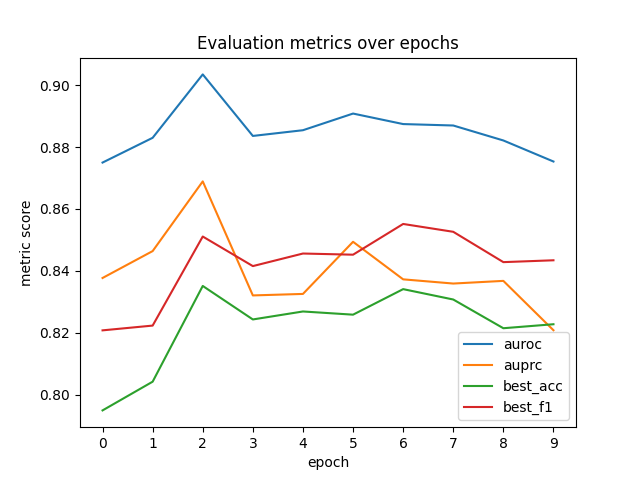 Evaluation metrics over epochs
metric score
0.90
0.88
0.86
0.84
0.82
0.80
0 1 2 3 4 5 6 7 8 9
epoch
auroc
auprc
best_acc
best_f1